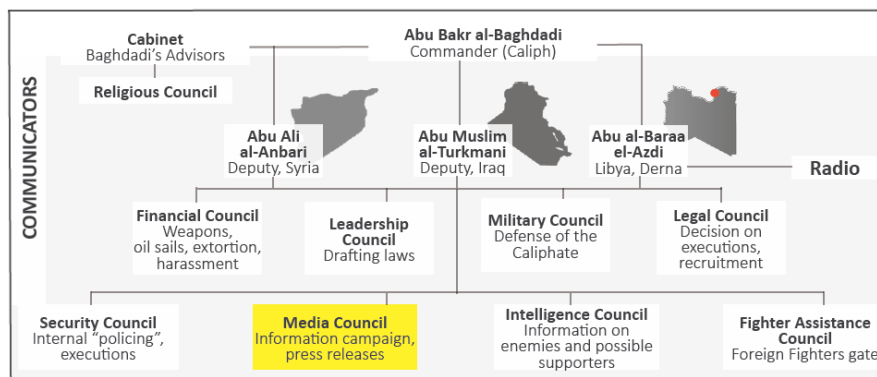 COMMUNICATORS
Cabinet
Baghdadi's Advisors
Religious Council
Abu Bakr al-Baghdadi
Commander (Caliph)
Abu Ali
al-Anbari
Deputy, Syria
Abu Muslim
al-Turkmani
Deputy, Iraq
Abu al-Baraa
el-Azdi
Libya, Derna
Radio
Financial Council
Weapons,
oil sails, extortion,
harassment
Leadership
Council
Drafting laws
Military Council
Defense of the
Caliphate
Legal Council
Decision on
executions,
recruitment
Security Council
Internal "policing",
executions
Media Council
Information campaign,
press releases
Intelligence Council
Information on
enemies and possible
supporters
Fighter Assistance
Council
Foreign Fighters gate